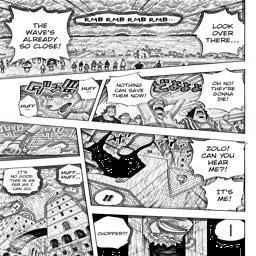 RMB RMB RMB RMB...
LOOK
OVER
THERE...
THE
WAVE'S
ALREADY
SO CLOSE!
OH NO!
THEY'RE
GONNA
DIE!
NOTHING
CAN SAVE
THEM NOW!
HUFF
HUFF
ZOLO!
CAN YOU
HEAR
ME?!
IT'S
ME!
HUFF...
HUFF...
IT'S
NO GOOD.
THIS IS AS
FAR AS I
CAN GO.
!!
!
CHOPPER?!